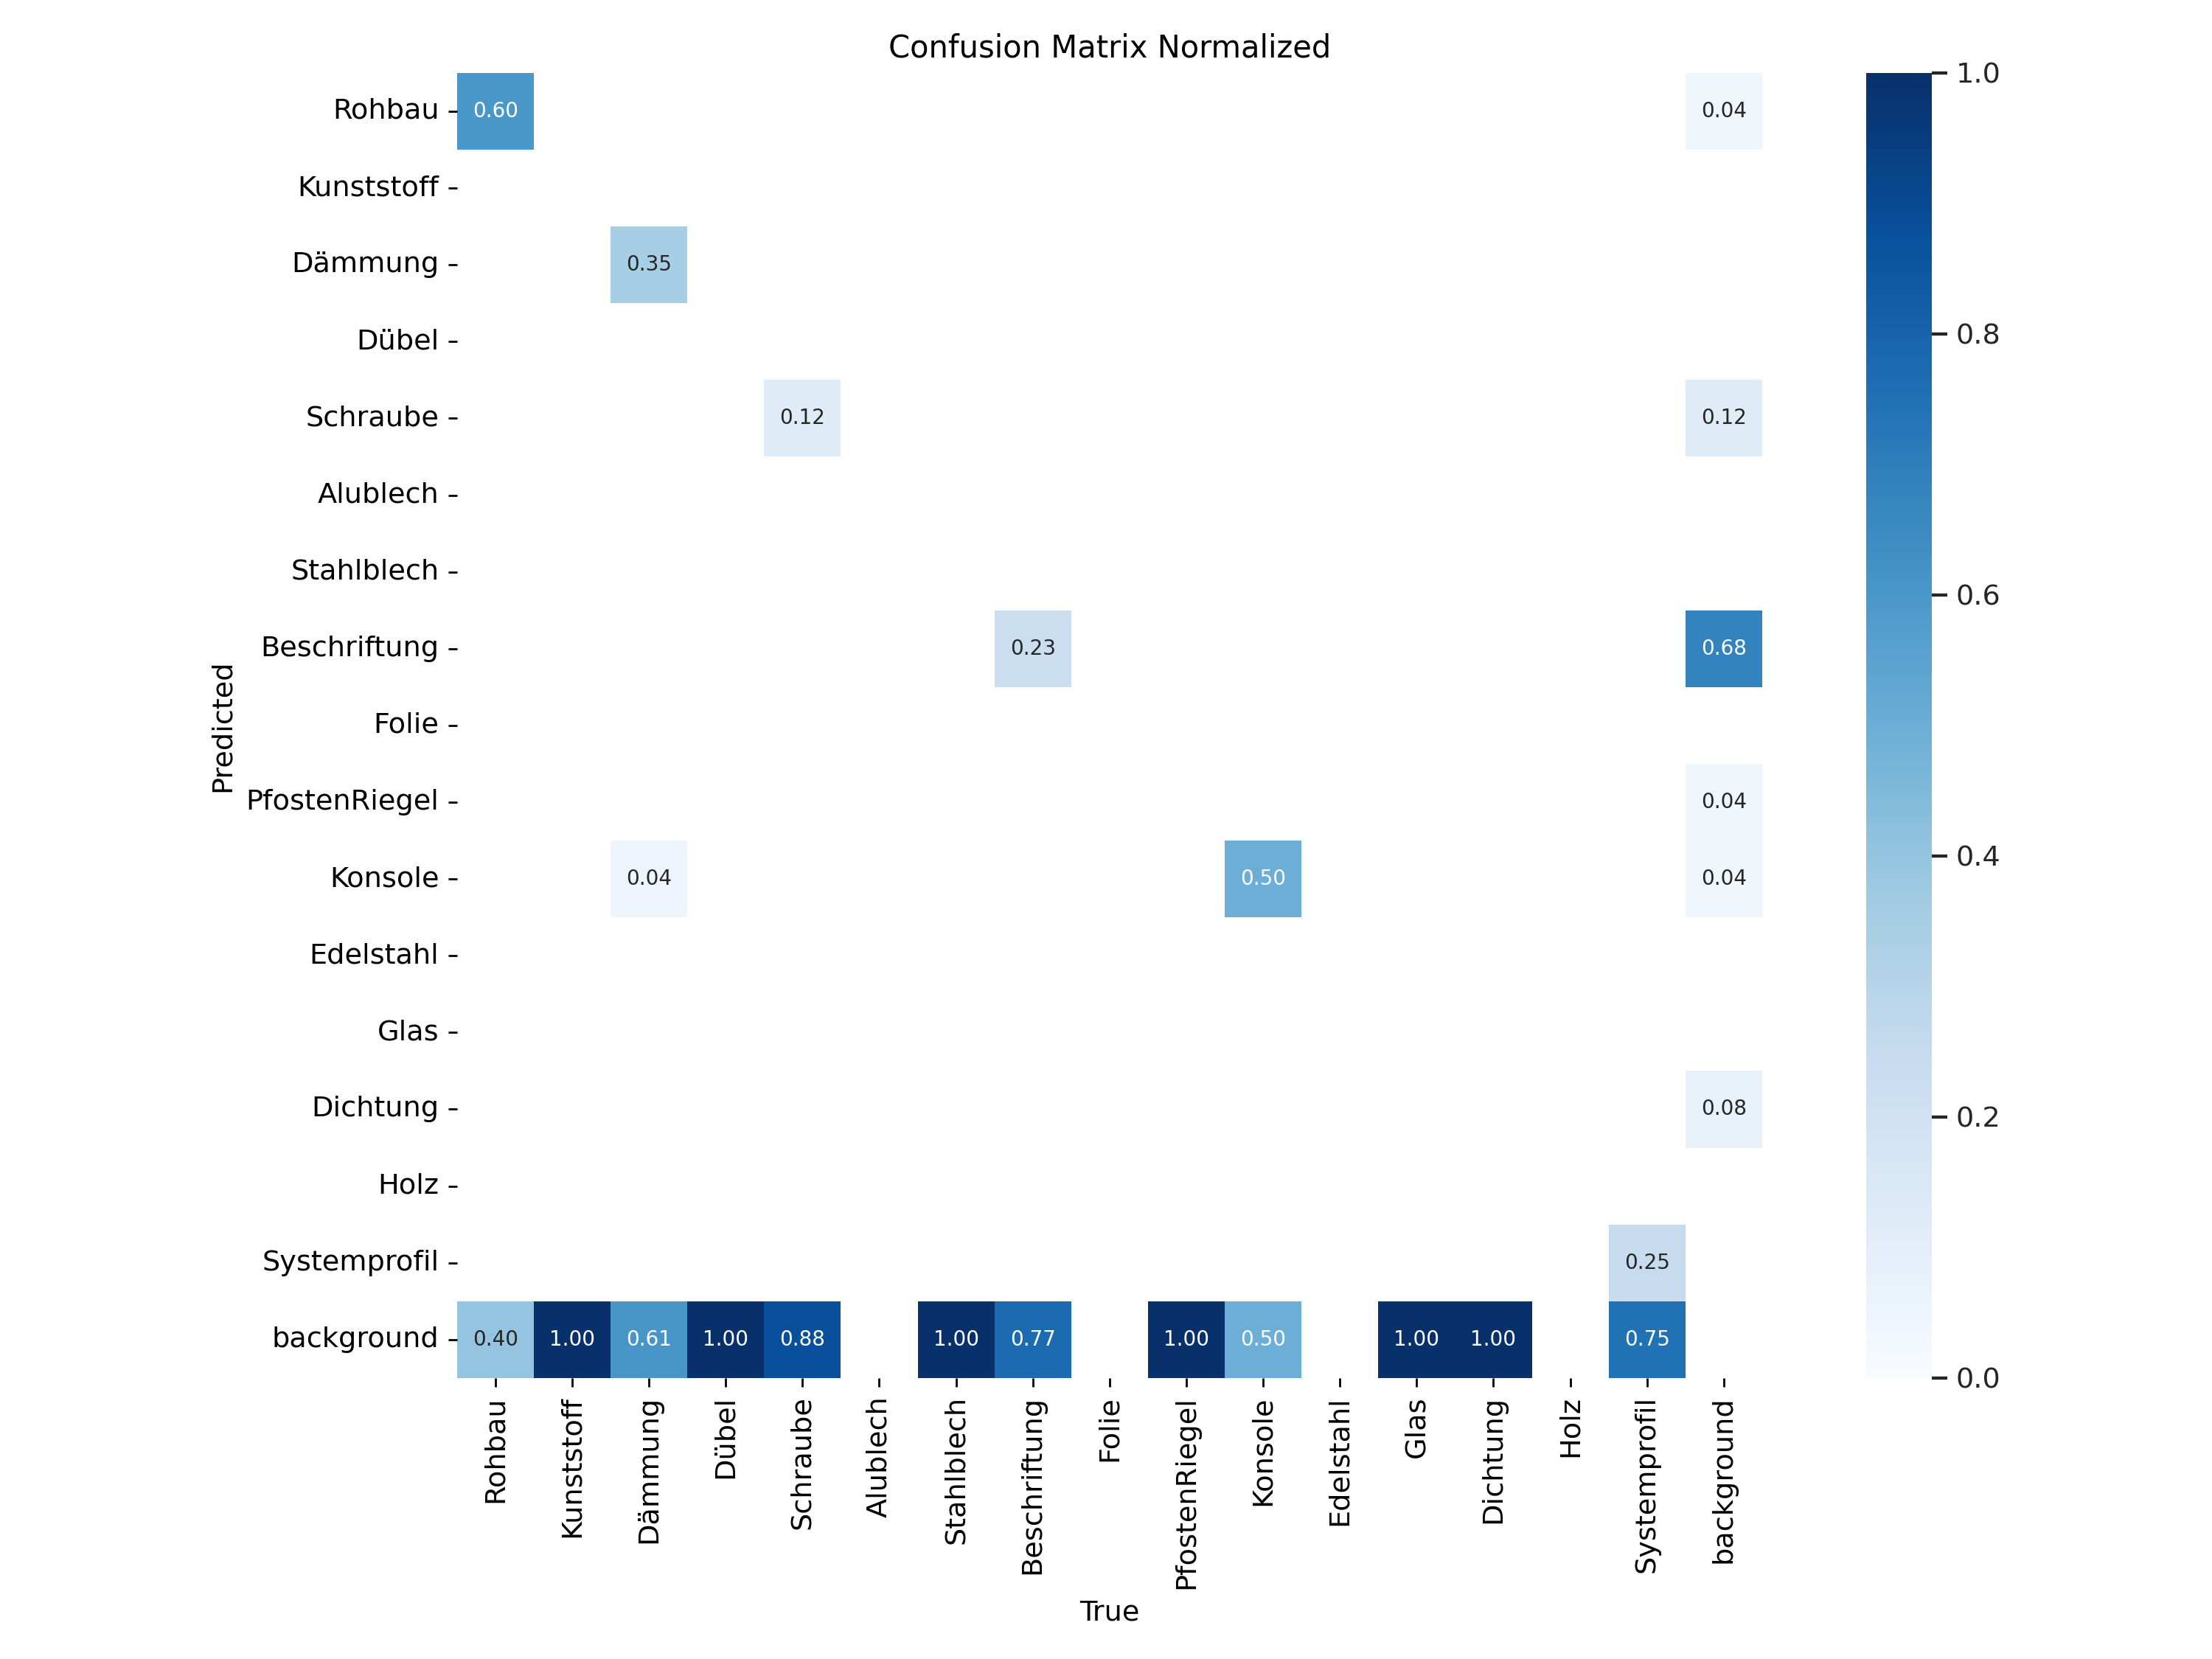 Confusion Matrix Normalized
Rohbau 0.60 0.04
Kunststoff
Dämmung 0.35
Dübel
Schraube 0.12 0.12
Alublech
Stahlblech
Beschriftung 0.23 0.68
Folie
PfostenRiegel 0.04
Konsole 0.04 0.50 0.04
Edelstahl
Glas
Dichtung 0.08
Holz
Systemprofil 0.25
background 0.40 1.00 0.61 1.00 0.88 1.00 0.77 1.00 0.50 1.00 1.00 0.75
Predicted
Rohbau
Kunststoff
Dämmung
Dübel
Schraube
Alublech
Stahlblech
Beschriftung
Folie
PfostenRiegel
Konsole
Edelstahl
Glas
Dichtung
Holz
Systemprofil
background
True
1.0
0.8
0.6
0.4
0.2
0.0